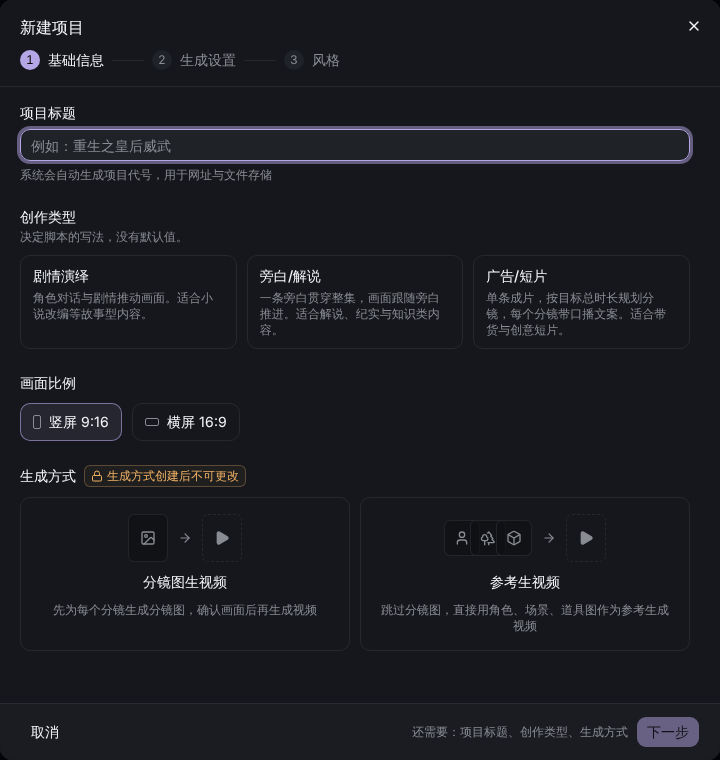 新建项目
1 基础信息 2 生成设置 3 风格
项目标题
例如：重生之皇后威武
系统会自动生成项目代号，用于网址与文件存储
创作类型
决定脚本的写法，没有默认值。
剧情演绎
角色对话与剧情推动画面。适合小
说改编等故事型内容。
旁白/解说
一条旁白贯穿整集，画面跟随旁白
推进。适合解说、纪实与知识类内
容。
广告/短片
单条成片，按目标总时长规划分
镜，每个分镜带口播文案。适合带
货与创意短片。
画面比例
竖屏 9:16 横屏 16:9
生成方式 生成方式创建后不可更改
分镜图生视频
先为每个分镜生成分镜图，确认画面后再生成视频
参考生视频
跳过分镜图，直接用角色、场景、道具图作为参考生成
视频
取消 还需要：项目标题、创作类型、生成方式 下一步